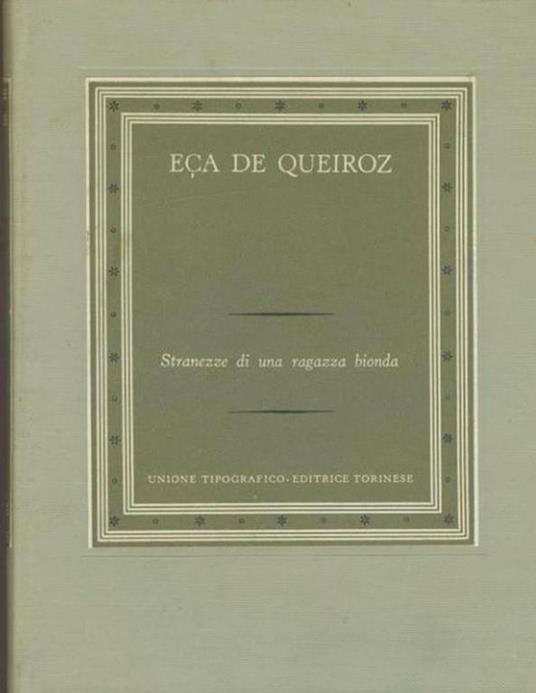 EÇA DE QUEIROZ
Stranezze di una ragazza bionda
UNIONE TIPOGRAFICO-EDITRICE TORINESE